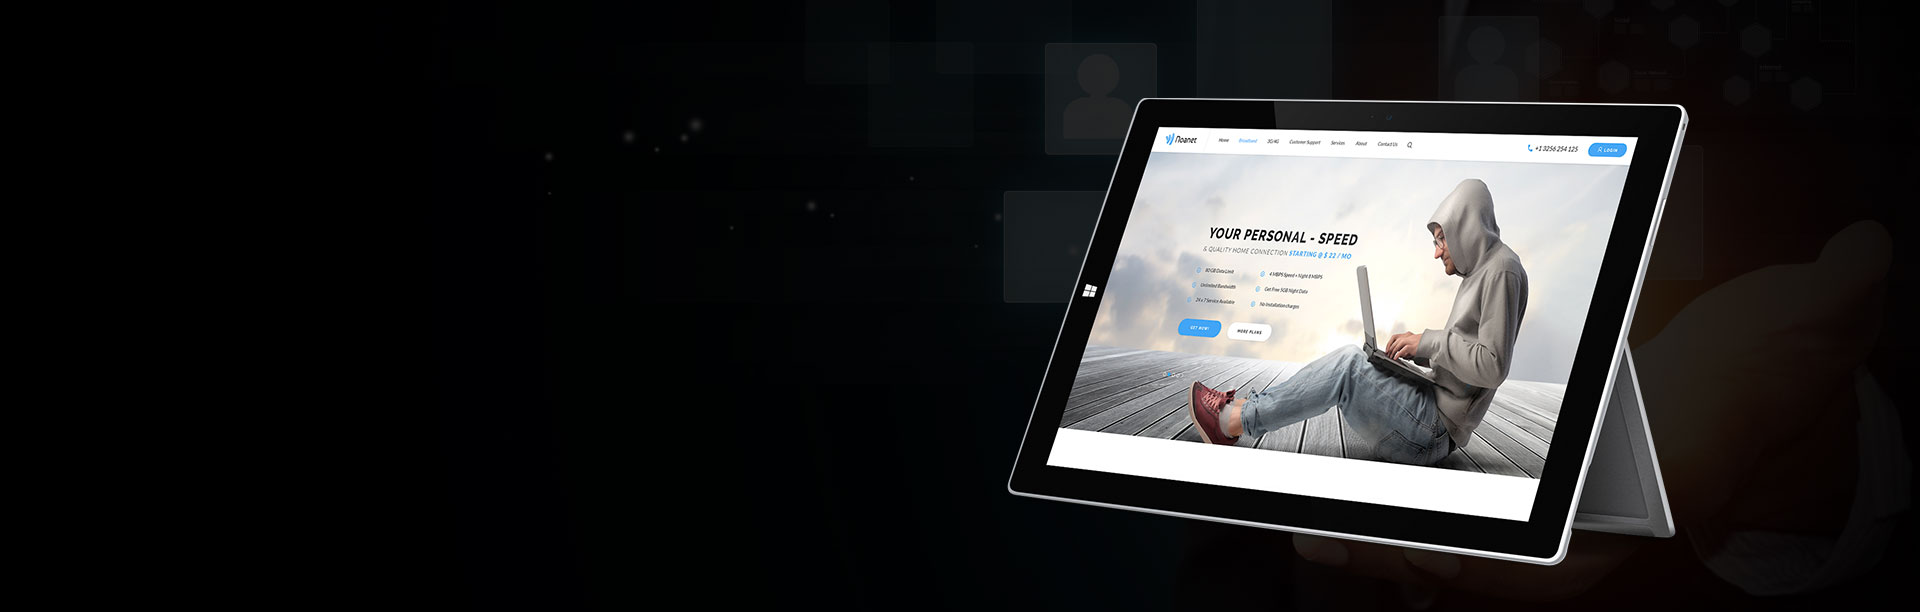 Noanet
Home Broadband 3G/4G Customer Support Services About Contact Us
+1 3256 254 125
LOGIN
YOUR PERSONAL - SPEED
& QUALITY HOME CONNECTION STARTING @ $ 22 / MO
80 GB Data Limit
4 MBPS Speed + Night 8 MBPS
Unlimited Bandwidth
Get Free 5GB Night Data
24 x 7 Service Available
No Installation charges
GET NOW!
MORE PLANS